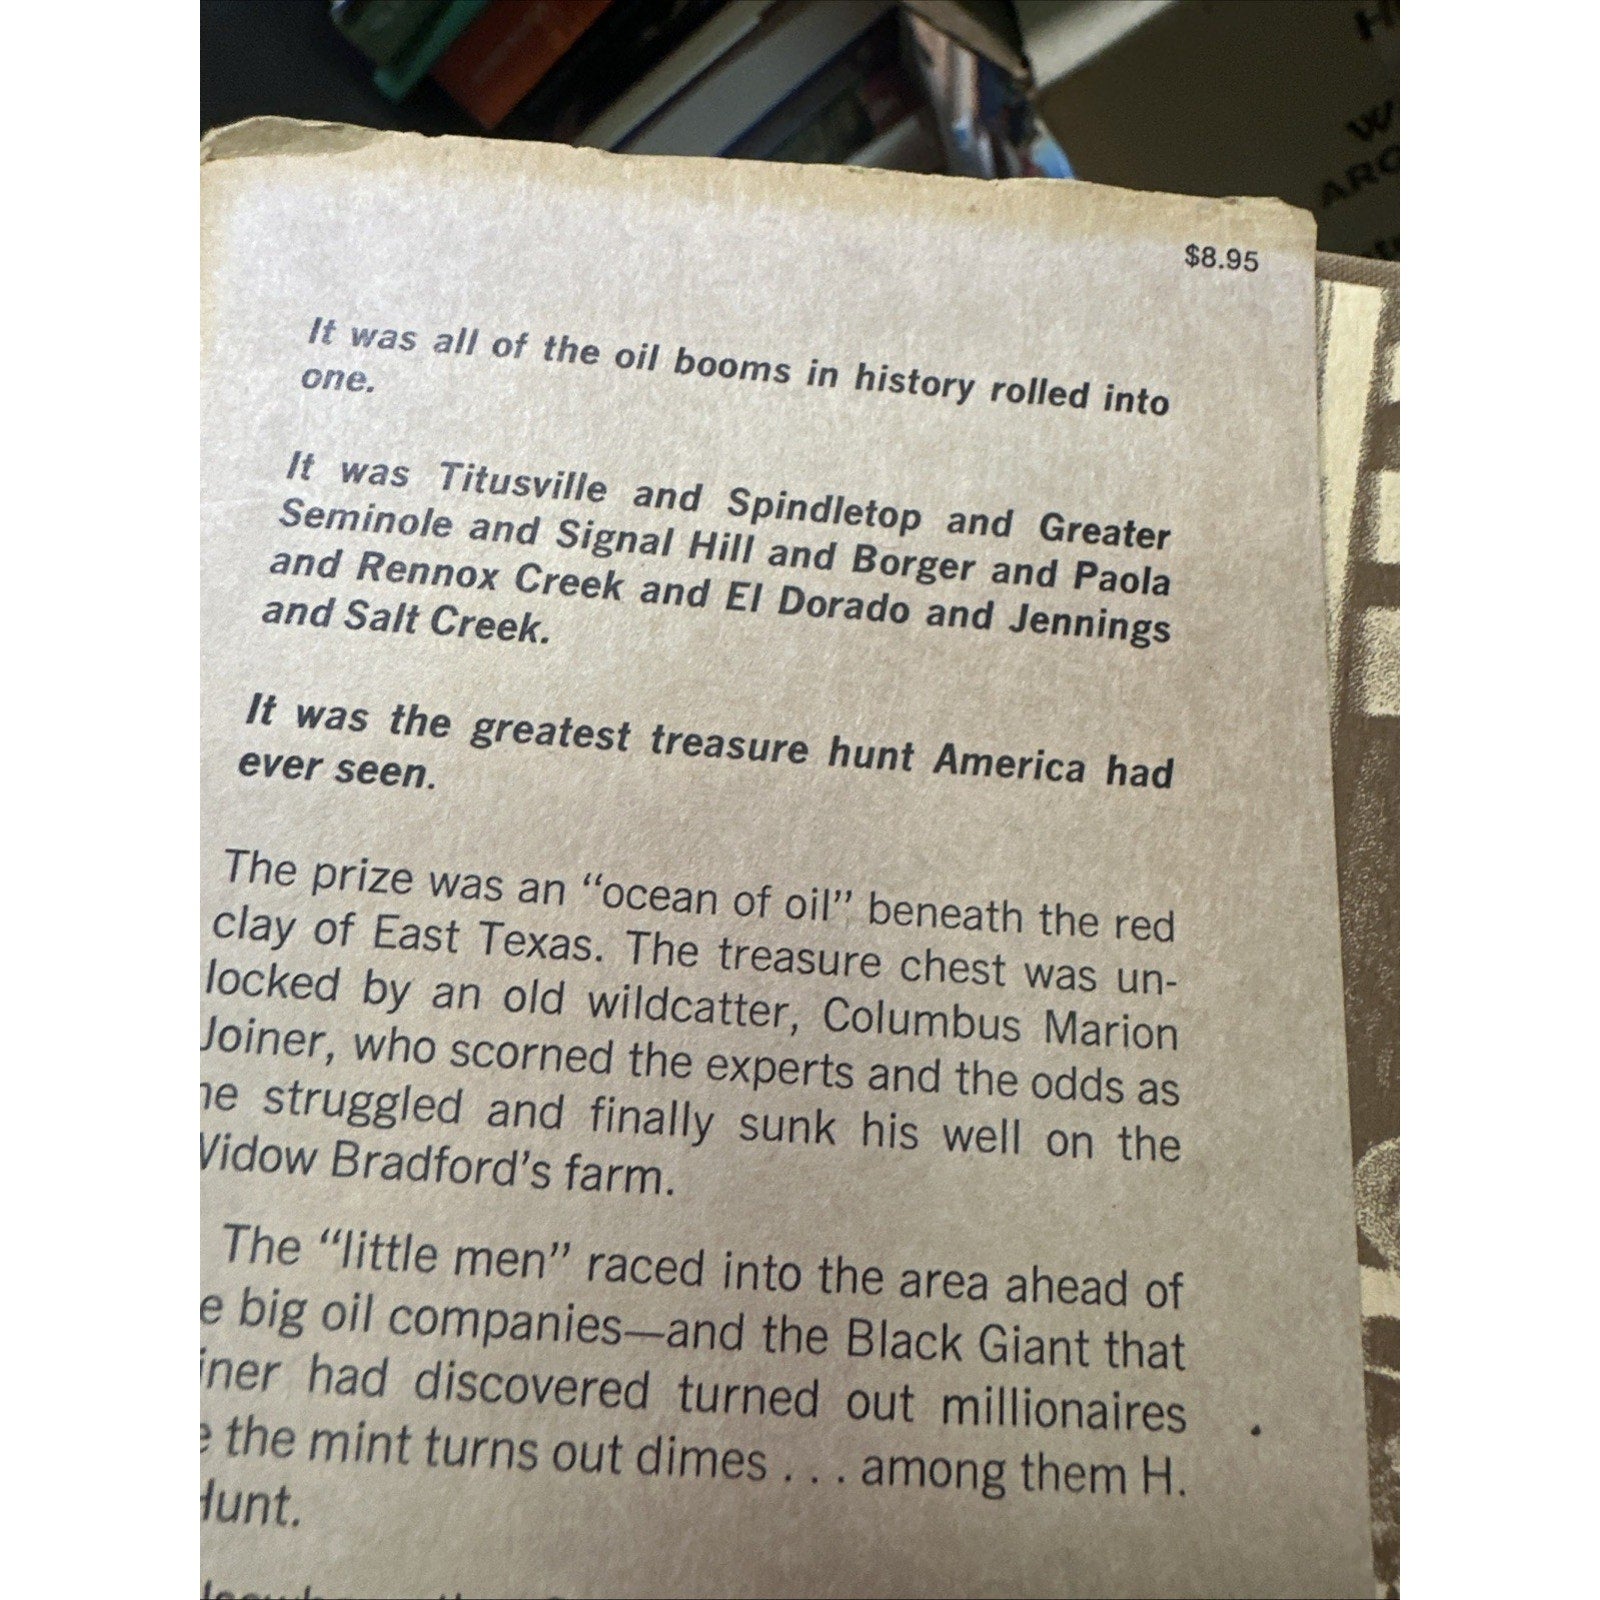 $8.95
It was all of the oil booms in history rolled into
one.
It was Titusville and Spindletop and Greater
Seminole and Signal Hill and Borger and Paola
and Rennox Creek and El Dorado and Jennings
and Salt Creek.
It was the greatest treasure hunt America had
ever seen.
The prize was an “ocean of oil” beneath the red
clay of East Texas. The treasure chest was un-
locked by an old wildcatter, Columbus Marion
Joiner, who scorned the experts and the odds as
he struggled and finally sunk his well on the
Widow Bradford’s farm.
The “little men” raced into the area ahead of
e big oil companies—and the Black Giant that
iner had discovered turned out millionaires
e the mint turns out dimes . . . among them H.
Hunt.
W
ARO